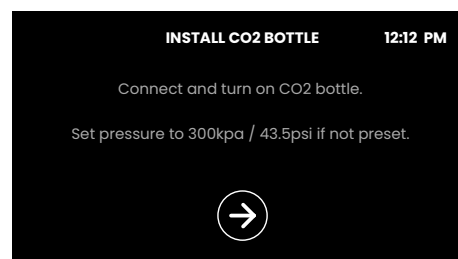 INSTALL CO2 BOTTLE 12:12 PM
Connect and turn on CO2 bottle.
Set pressure to 300kpa / 43.5psi if not preset.